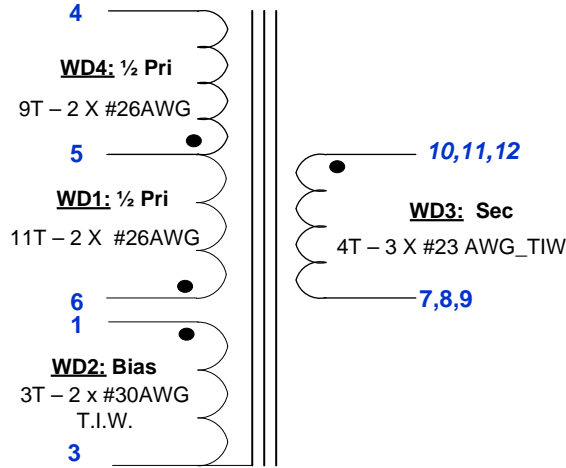 4
WD4: ½ Pri
9T – 2 X #26AWG
5
WD1: ½ Pri
11T – 2 X #26AWG
6
1
WD2: Bias
3T – 2 x #30AWG
T.I.W.
3
10,11,12
WD3: Sec
4T – 3 X #23 AWG_TIW
7,8,9